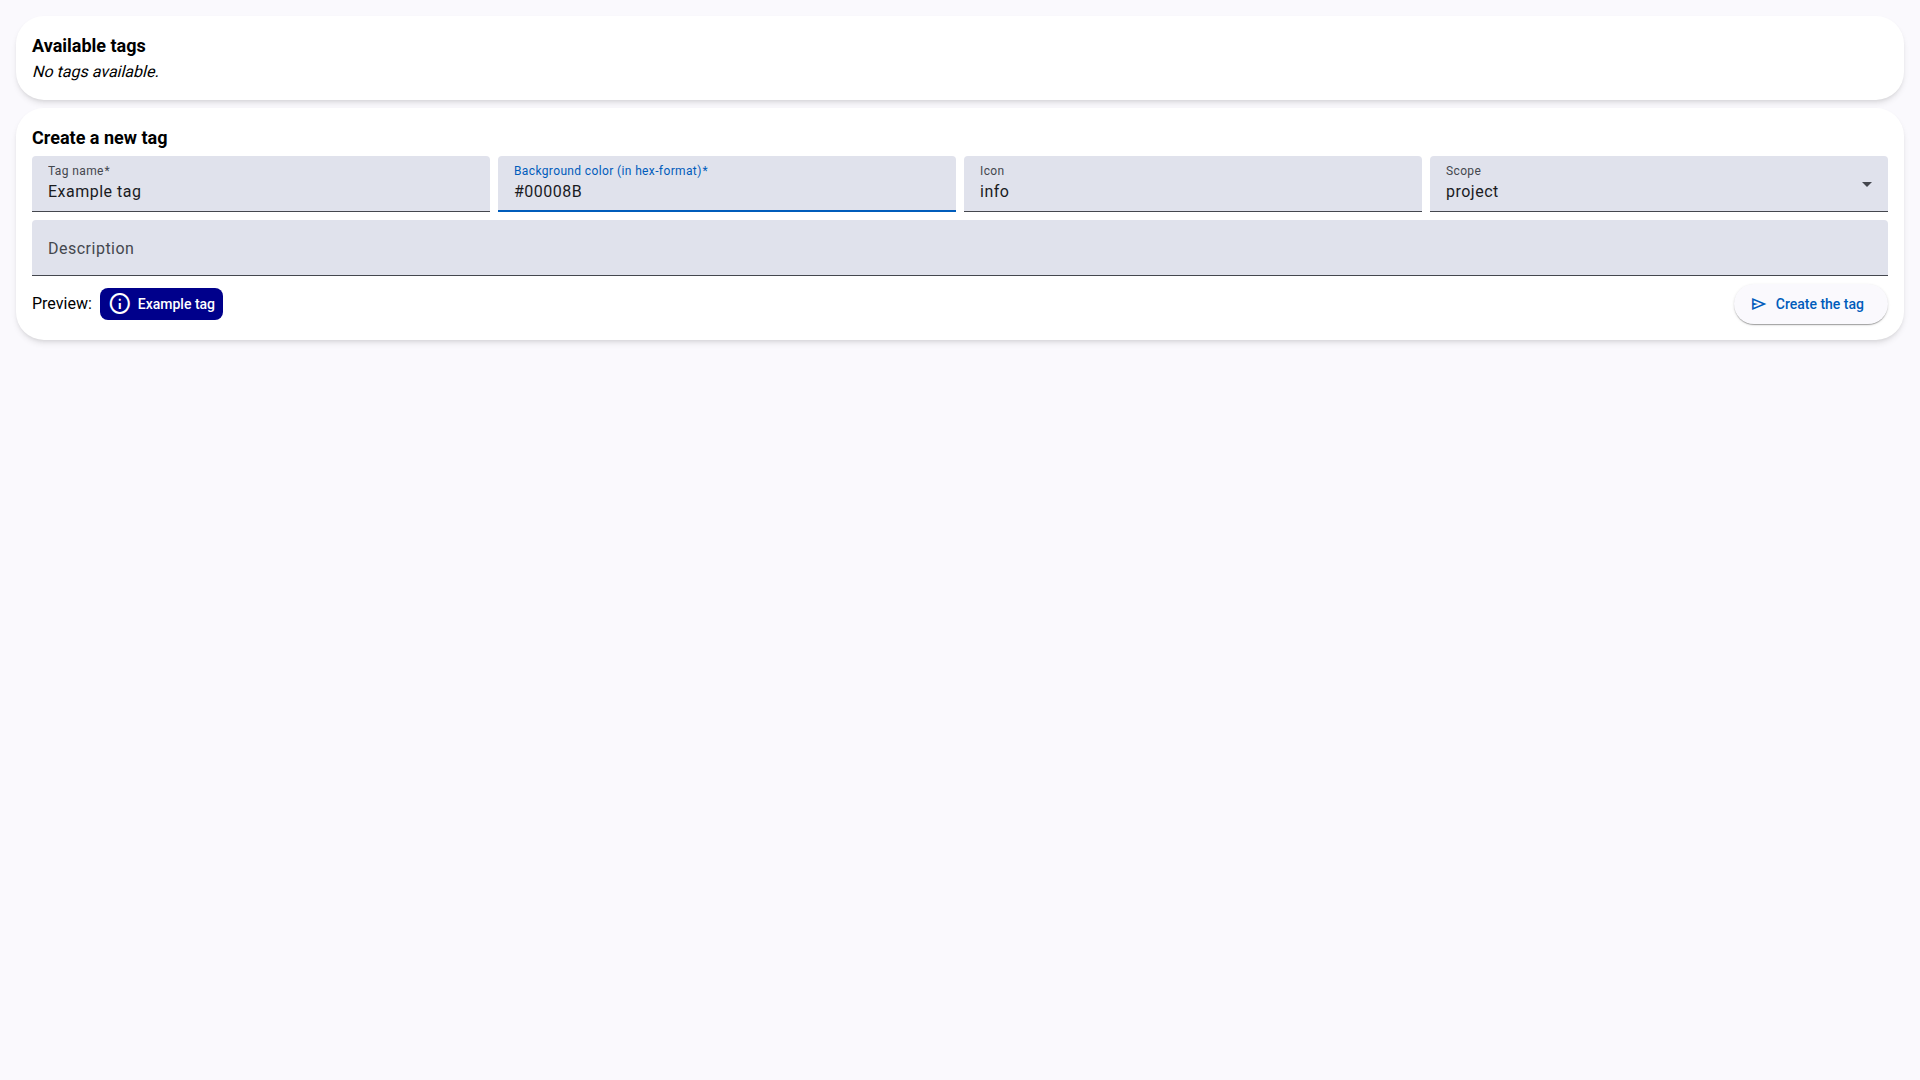 Available tags
No tags available.
Create a new tag
Tag name* Background color (in hex-format)* Icon Scope
Example tag #00008B info project
Description
Preview: Example tag Create the tag